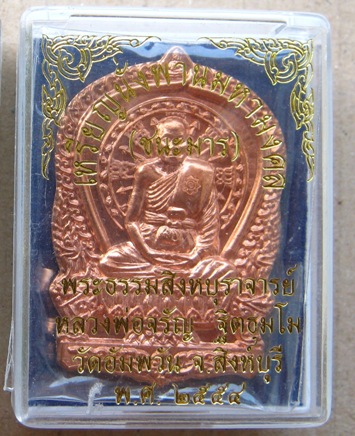 เหรียญนั่งพานมหามงคล
(ชนะมาร)
พระธรรมสิงหบุราจารย์
หลวงพ่อจรัญ ฐิตธมฺโม
วัดอัมพวัน จ.สิงห์บุรี
พ.ศ. ๒๕๕๔